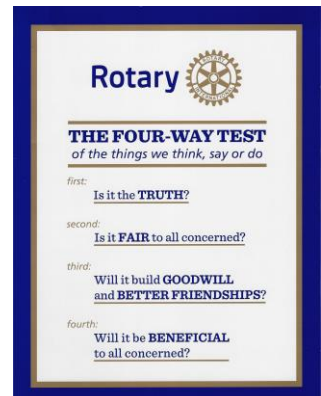 Rotary
ROTARY
INTERNATIONAL
THE FOUR-WAY TEST
of the things we think, say or do
first:
Is it the TRUTH?
second:
Is it FAIR to all concerned?
third:
Will it build GOODWILL
and BETTER FRIENDSHIPS?
fourth:
Will it be BENEFICIAL
to all concerned?